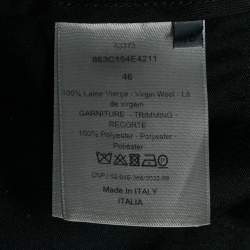 863C164E4211
46
100% Laine Vierge - Virgin Wool - Lã
de virgem
GARNITURE - TRIMMING -
RECORTE
100% Polyester - Polyester -
Poliéster
Made in ITALY
ITALIA